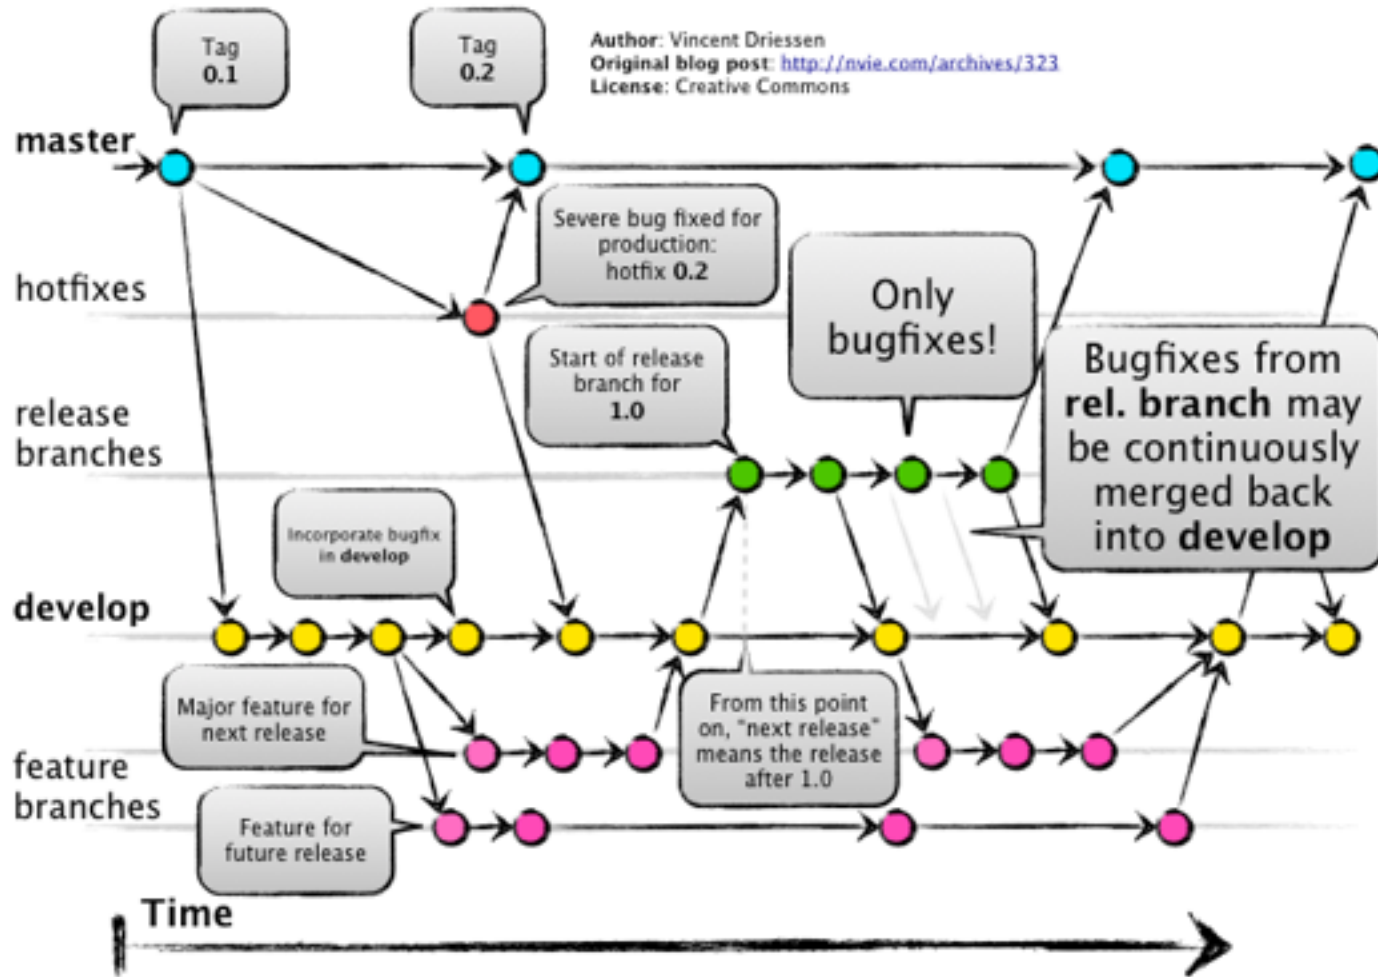 Tag
0.1
Tag
0.2
Author: Vincent Driessen
Original blog post: http://nvie.com/archives/323
License: Creative Commons
master
Severe bug fixed for
production:
hotfix 0.2
hotfixes
Only
bugfixes!
Start of release
branch for
1.0
Bugfixes from
rel. branch may
be continuously
merged back
into develop
release
branches
Incorporate bugfix
in develop
develop
Major feature for
next release
From this point
on, "next release"
means the release
after 1.0
feature
branches
Feature for
future release
Time